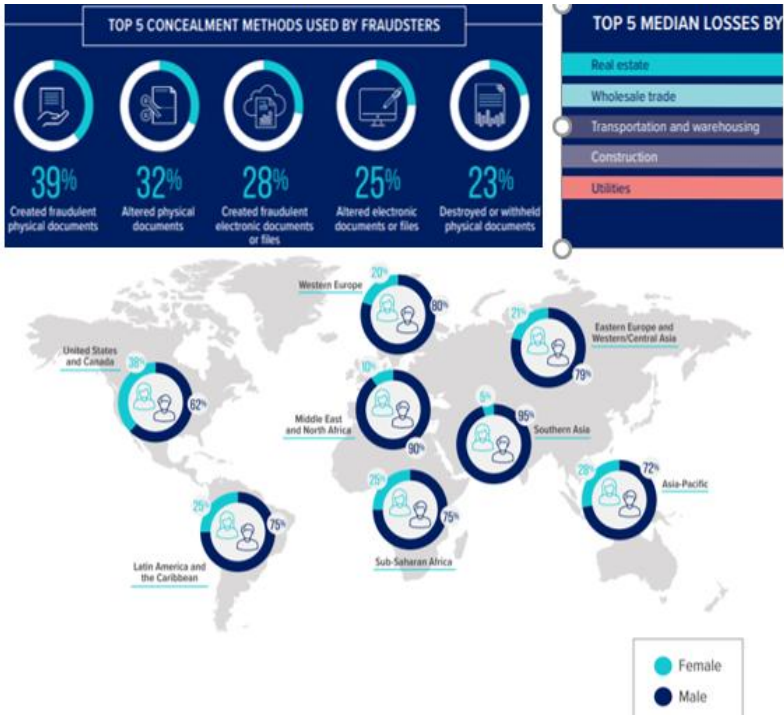 TOP 5 CONCEALMENT METHODS USED BY FRAUDSTERS
39%
Created fraudulent
physical documents
32%
Altered physical
documents
28%
Created fraudulent
electronic documents
or files
25%
Altered electronic
documents or files
23%
Destroyed or withheld
physical documents
TOP 5 MEDIAN LOSSES BY
Real estate
Wholesale trade
Transportation and warehousing
Construction
Utilities
Western Europe
20%
80%
Eastern Europe and
Western/Central Asia
21%
79%
United States
and Canada
38%
62%
Middle East
and North Africa
10%
90%
Southern Asia
5%
95%
Asia-Pacific
28%
72%
Latin America and
the Caribbean
25%
75%
Sub-Saharan Africa
25%
75%
Female
Male